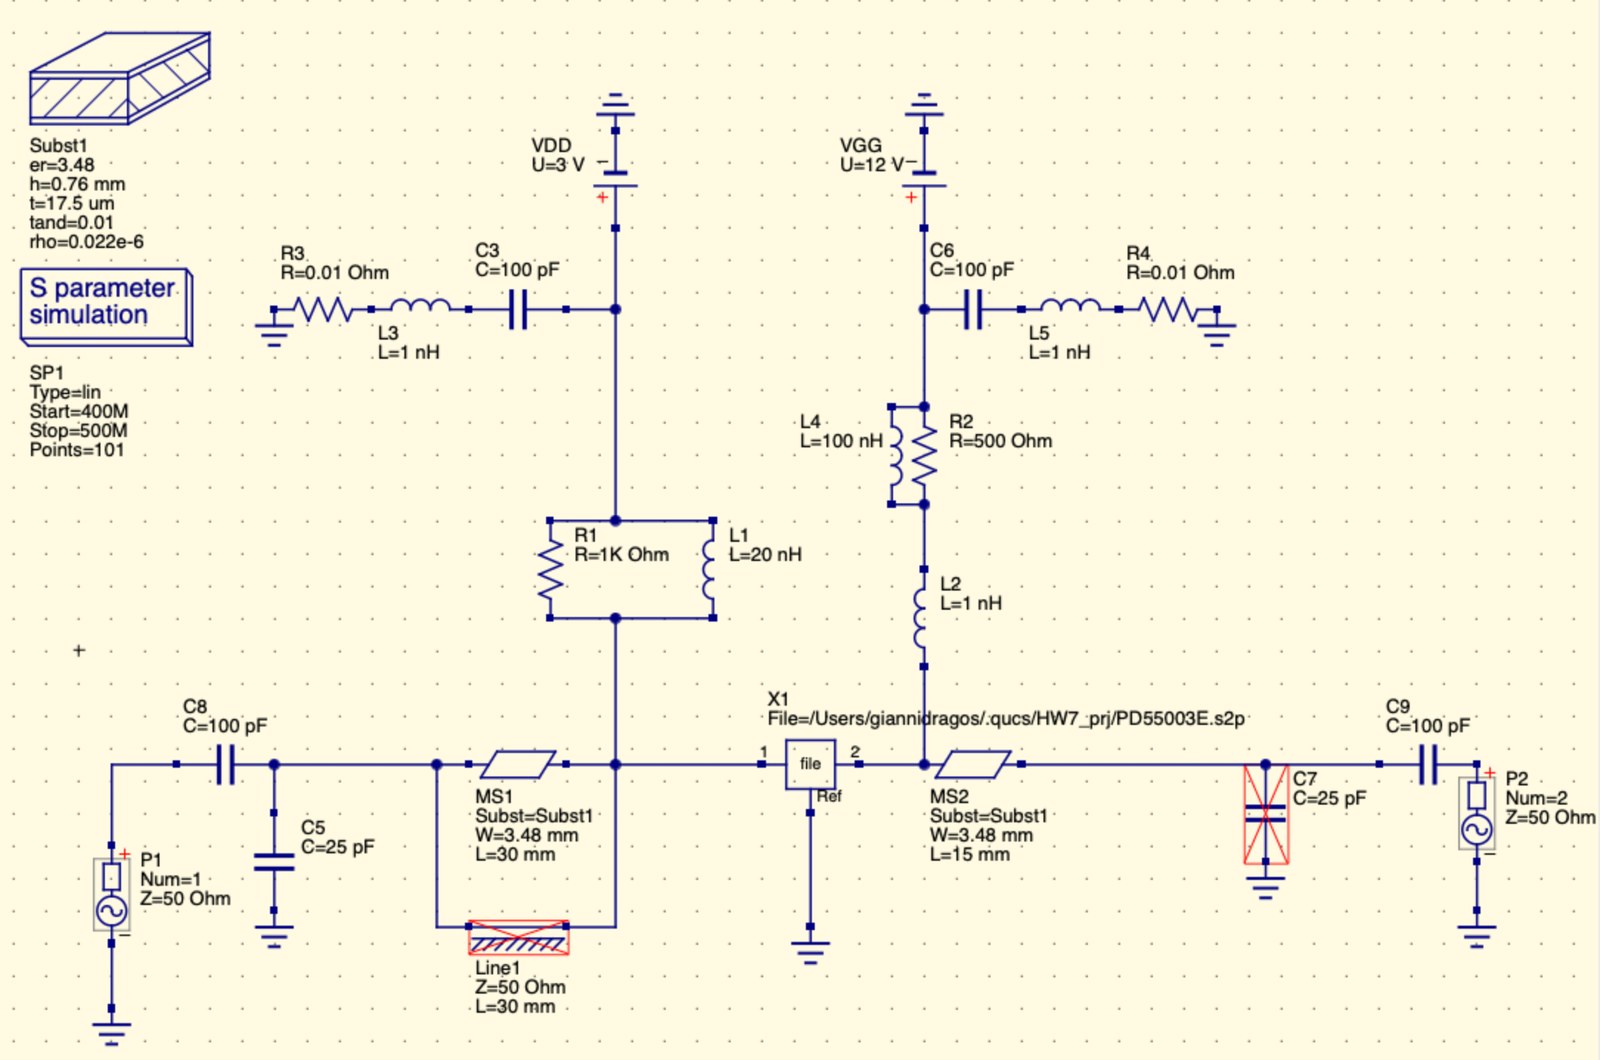 Subst1
er=3.48
h=0.76 mm
t=17.5 um
tand=0.01
rho=0.022e-6
S parameter
simulation
SP1
Type=lin
Start=400M
Stop=500M
Points=101
VDD
U=3 V
−
+
VGG
U=12 V
−
+
R3
R=0.01 Ohm
C3
C=100 pF
L3
L=1 nH
C6
C=100 pF
R4
R=0.01 Ohm
L5
L=1 nH
L4
L=100 nH
R2
R=500 Ohm
R1
R=1K Ohm
L1
L=20 nH
L2
L=1 nH
C8
C=100 pF
X1
File=/Users/giannidragos/.qucs/HW7_prj/PD55003E.s2p
C9
C=100 pF
1
file
2
Ref
MS1
Subst=Subst1
W=3.48 mm
L=30 mm
MS2
Subst=Subst1
W=3.48 mm
L=15 mm
C7
C=25 pF
+
P2
Num=2
Z=50 Ohm
−
C5
C=25 pF
+
P1
Num=1
Z=50 Ohm
−
Line1
Z=50 Ohm
L=30 mm